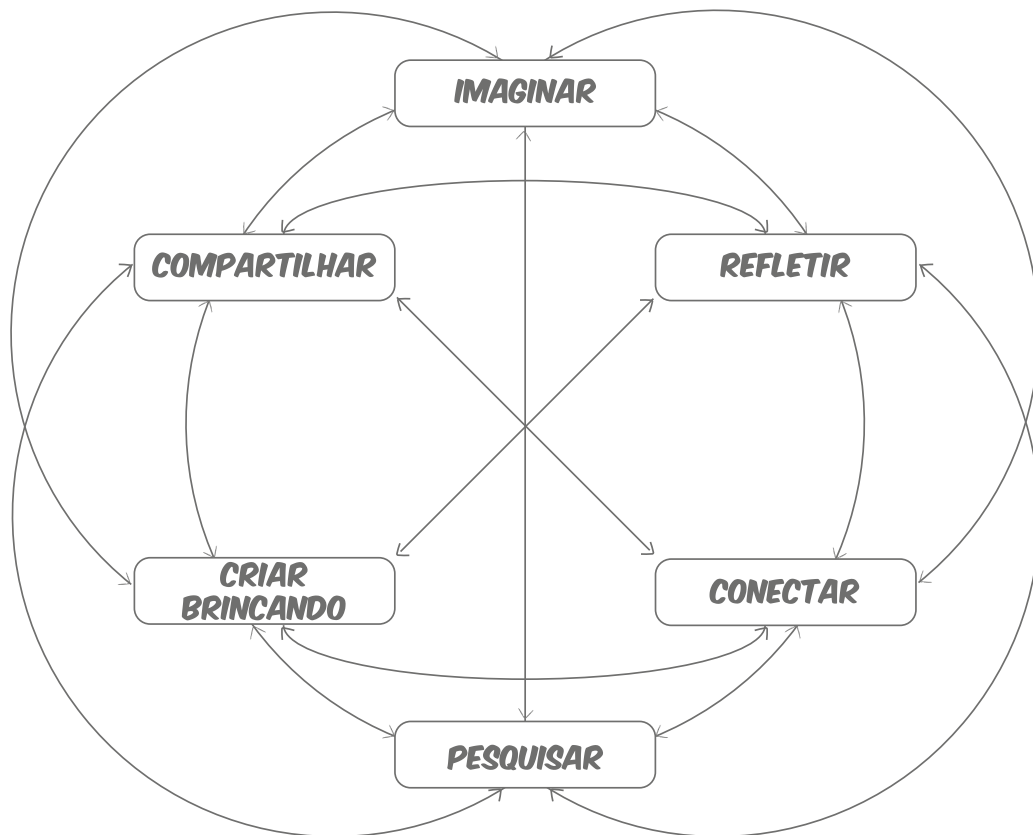 IMAGINAR
COMPARTILHAR
REFLETIR
CRIAR
BRINCANDO
CONECTAR
PESQUISAR